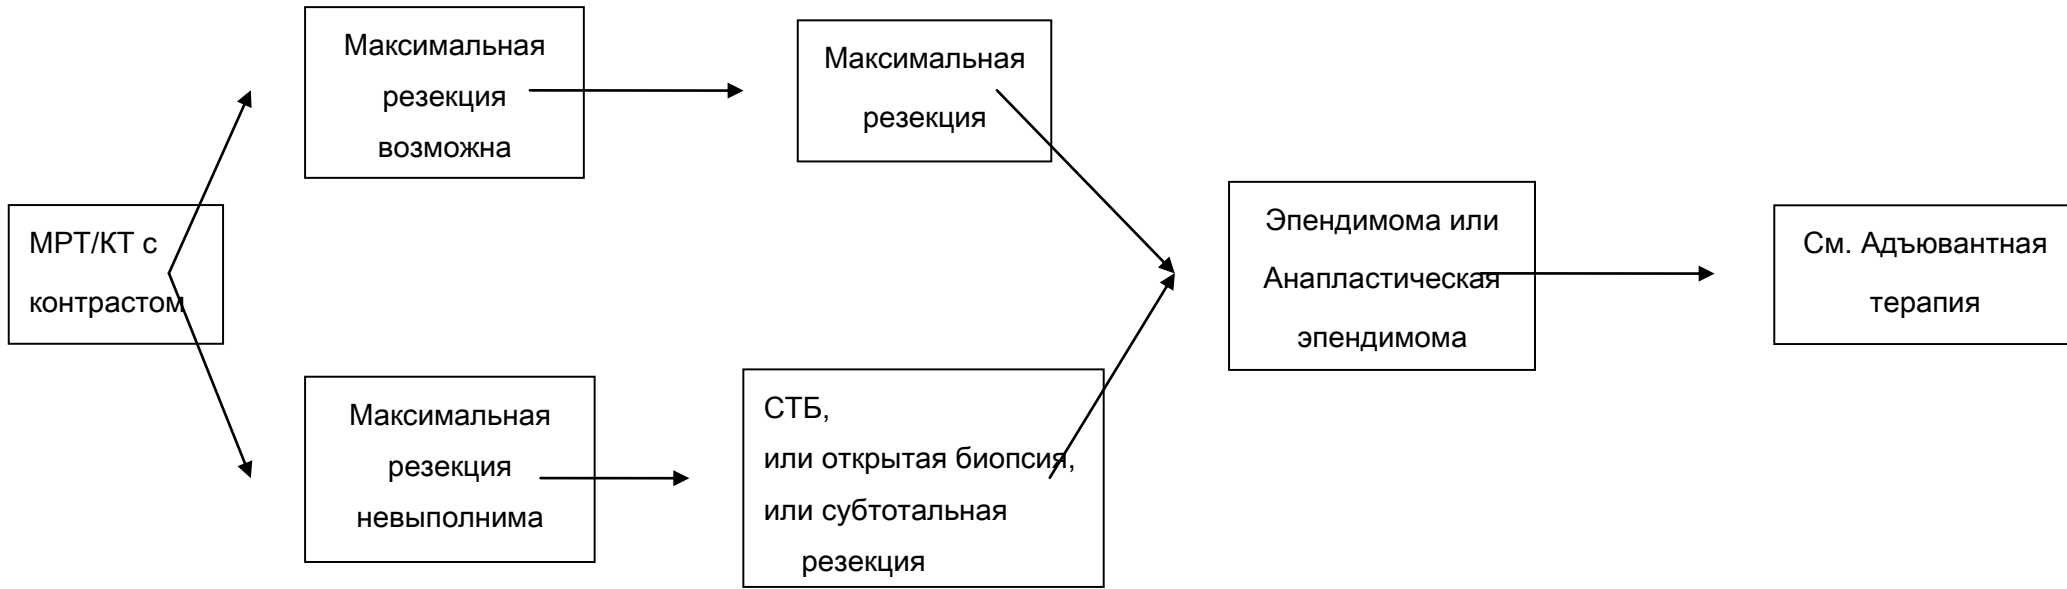 Максимальная
резекция
возможна
Максимальная
резекция
МРТ/КТ с
контрастом
Эпендимома или
Анапластическая
эпендимома
См. Адъювантная
терапия
Максимальная
резекция
невыполнима
СТБ,
или открытая биопсия,
или субтотальная
резекция